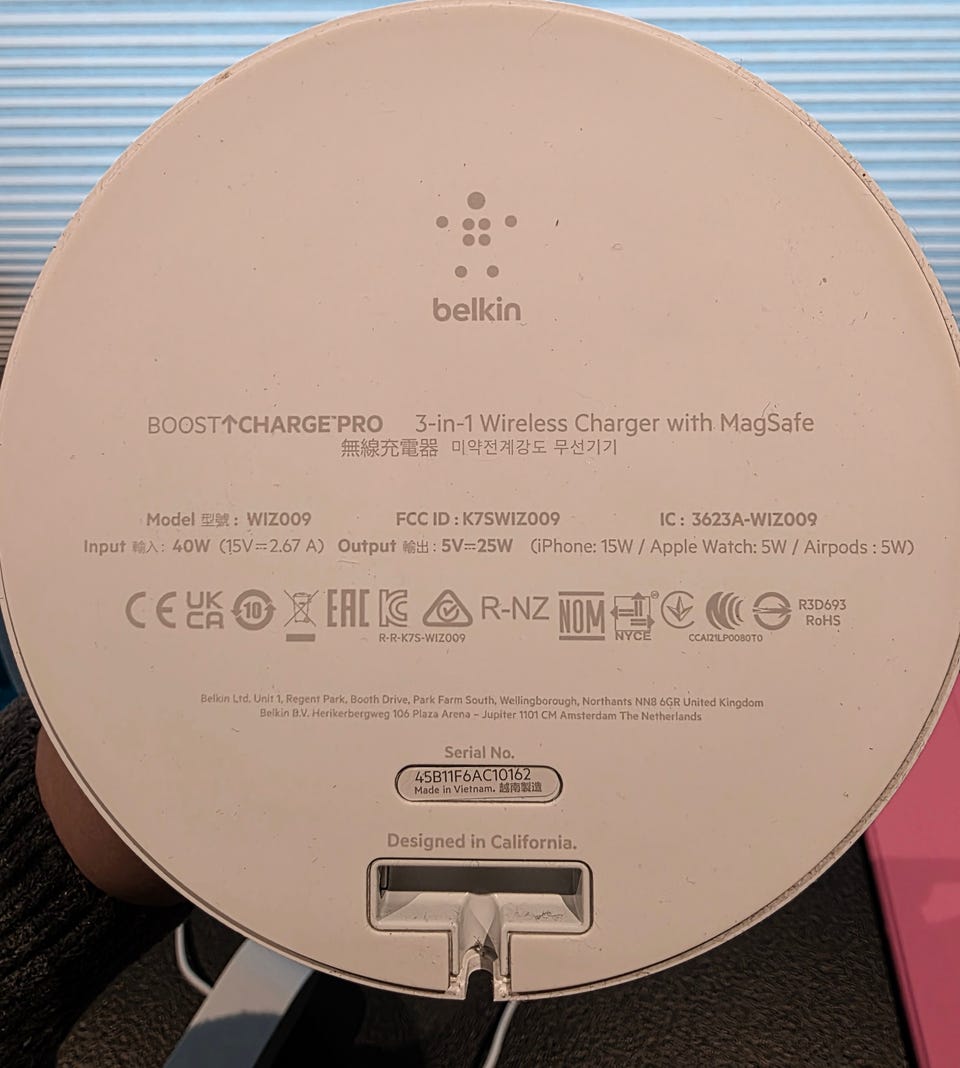 belkin
BOOST↑CHARGE™PRO 3-in-1 Wireless Charger with MagSafe
無線充電器 미약전계강도 무선기기
Model 型號 : WIZ009 FCC ID : K7SWIZ009 IC : 3623A-WIZ009
Input 輸入: 40W (15V⎓2.67 A) Output 輸出 : 5V⎓25W (iPhone: 15W / Apple Watch: 5W / Airpods : 5W)
CE UK CA 10 EAC KC R-NZ NOM NYCE R3D693 RoHS
R-R-K7S-WIZ009 CCAI21LP0080T0
Belkin Ltd. Unit 1, Regent Park, Booth Drive, Park Farm South, Wellingborough, Northants NN8 6GR United Kingdom
Belkin B.V. Herikerbergweg 106 Plaza Arena – Jupiter 1101 CM Amsterdam The Netherlands
Serial No.
45B11F6AC10162
Made in Vietnam. 越南製造
Designed in California.